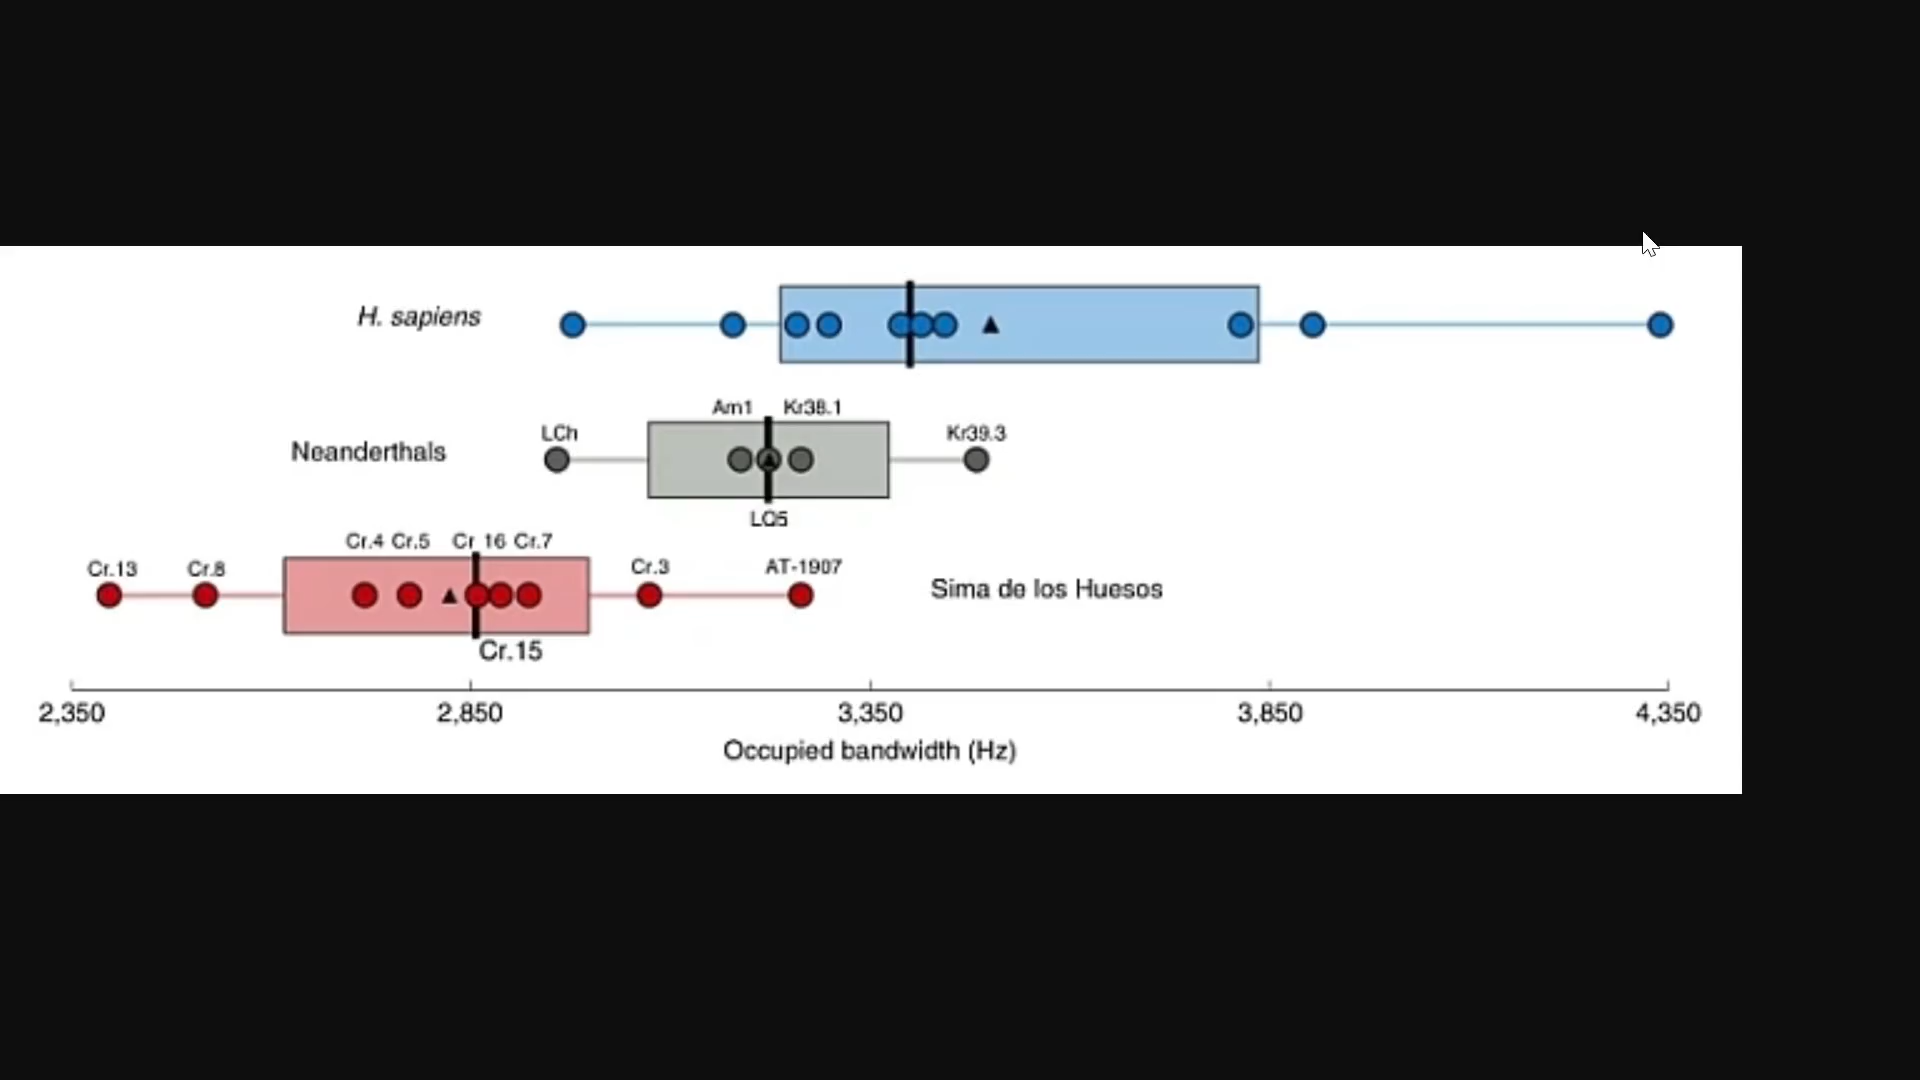 H. sapiens
Am1 Kr38.1
LCh
Kr39.3
Neanderthals
LQ5
Cr.4 Cr.5 Cr 16 Cr.7
Cr.13 Cr.8 Cr.3 AT-1907
Sima de los Huesos
Cr.15
2,350 2,850 3,350 3,850 4,350
Occupied bandwidth (Hz)